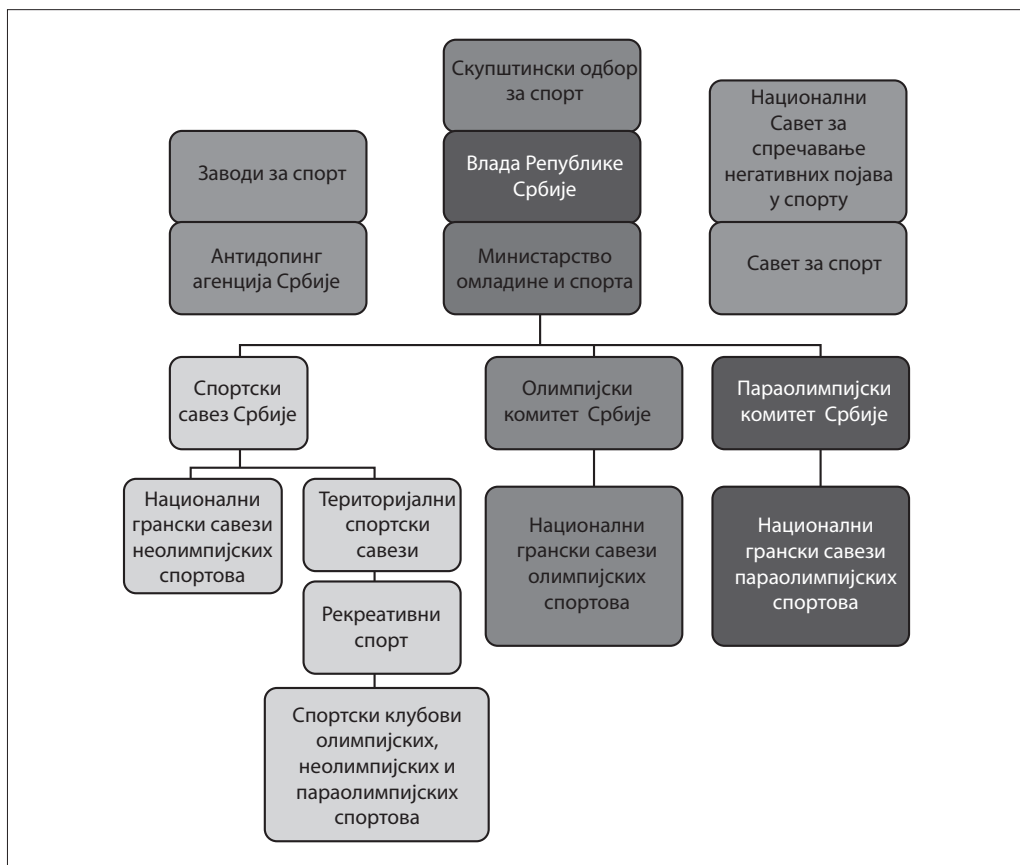 Скупштински одбор
за спорт
Влада Републике
Србије
Министарство
омладине и спорта
Заводи за спорт
Антидопинг
агенција Србије
Национални
Савет за
спречавање
негативних појава
у спорту
Савет за спорт
Спортски
савез Србије
Олимпијски
комитет Србије
Параолимпијски
комитет Србије
Национални
грански савези
неолимпијских
спортова
Територијални
спортски
савези
Рекреативни
спорт
Спортски клубови
олимпијских,
неолимпијских и
параолимпијских
спортова
Национални
грански савези
олимпијских
спортова
Национални
грански савези
параолимпијских
спортова